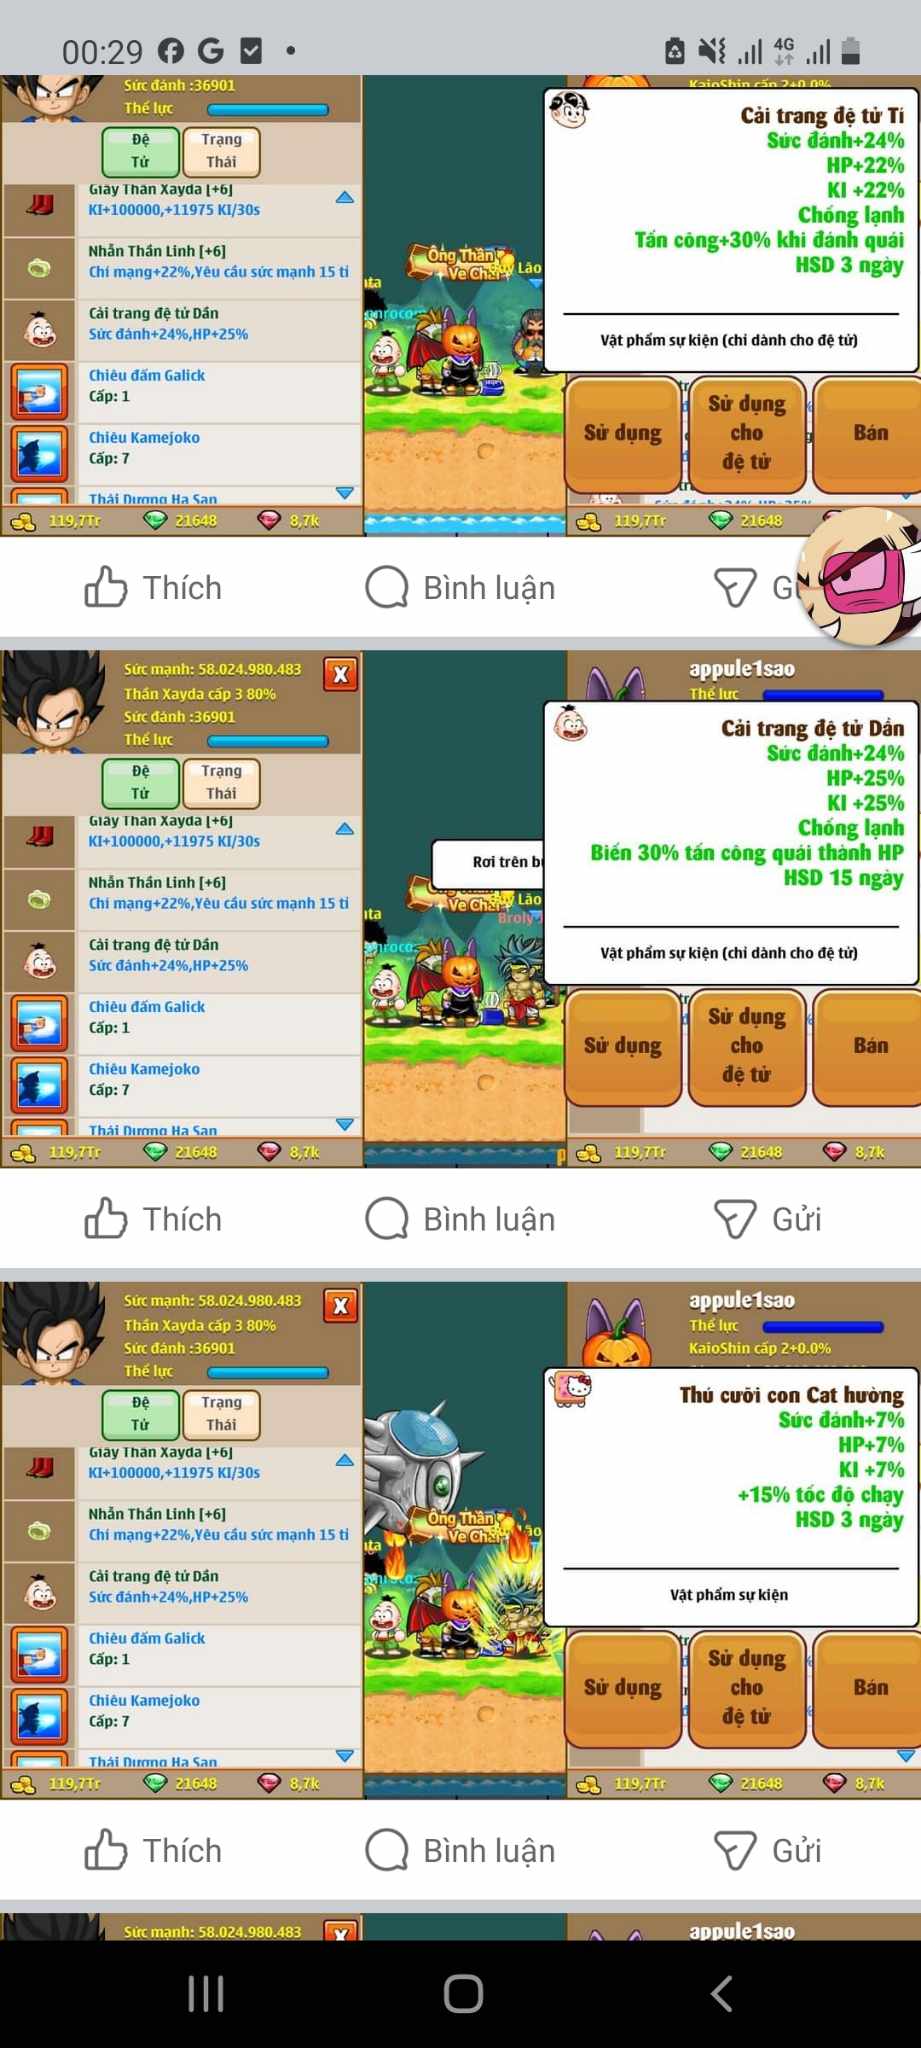 00:29
4G
Sức đánh :36901
Thể lực
Đệ
Tử
Trạng
Thái
Giày Thần Xayda [+6]
KI+100000,+11975 KI/30s
Nhẫn Thần Linh [+6]
Chí mạng+22%,Yêu cầu sức mạnh 15 tỉ
Cải trang đệ tử Dần
Sức đánh+24%,HP+25%
Chiêu đấm Galick
Cấp: 1
Chiêu Kamejoko
Cấp: 7
Thái Dương Hạ San
119,7Tr
21648
8,7k
Ông Thần
Ve Chai
Lão
KaioShin cấp 2+0.0%
Cải trang đệ tử Tí
Sức đánh+24%
HP+22%
KI +22%
Chống lạnh
Tấn công+30% khi đánh quái
HSD 3 ngày
Vật phẩm sự kiện (chỉ dành cho đệ tử)
Sử dụng
Sử dụng
cho
đệ tử
Bán
119,7Tr
21648
Thích
Bình luận
Sức mạnh: 58.024.980.483
Thần Xayda cấp 3 80%
Sức đánh :36901
Thể lực
X
Đệ
Tử
Trạng
Thái
Giày Thần Xayda [+6]
KI+100000,+11975 KI/30s
Nhẫn Thần Linh [+6]
Chí mạng+22%,Yêu cầu sức mạnh 15 tỉ
Cải trang đệ tử Dần
Sức đánh+24%,HP+25%
Chiêu đấm Galick
Cấp: 1
Chiêu Kamejoko
Cấp: 7
Thái Dương Hạ San
119,7Tr
21648
8,7k
Rơi trên
Ve Chai
Lão
Broly
appule1sao
Thể lực
Cải trang đệ tử Dần
Sức đánh+24%
HP+25%
KI +25%
Chống lạnh
Biến 30% tấn công quái thành HP
HSD 15 ngày
Vật phẩm sự kiện (chỉ dành cho đệ tử)
Sử dụng
Sử dụng
cho
đệ tử
Bán
119,7Tr
21648
8,7k
Thích
Bình luận
Gửi
Sức mạnh: 58.024.980.483
Thần Xayda cấp 3 80%
Sức đánh :36901
Thể lực
X
Đệ
Tử
Trạng
Thái
Giày Thần Xayda [+6]
KI+100000,+11975 KI/30s
Nhẫn Thần Linh [+6]
Chí mạng+22%,Yêu cầu sức mạnh 15 tỉ
Cải trang đệ tử Dần
Sức đánh+24%,HP+25%
Chiêu đấm Galick
Cấp: 1
Chiêu Kamejoko
Cấp: 7
Thái Dương Hạ San
119,7Tr
21648
8,7k
Ông Thần
Ve Chai
appule1sao
Thể lực
KaioShin cấp 2+0.0%
Thú cưỡi con Cat hường
Sức đánh+7%
HP+7%
KI +7%
+15% tốc độ chạy
HSD 3 ngày
Vật phẩm sự kiện
Sử dụng
Sử dụng
cho
đệ tử
Bán
119,7Tr
21648
8,7k
Thích
Bình luận
Gửi
Sức mạnh: 58.024.980.483
X
appule1sao